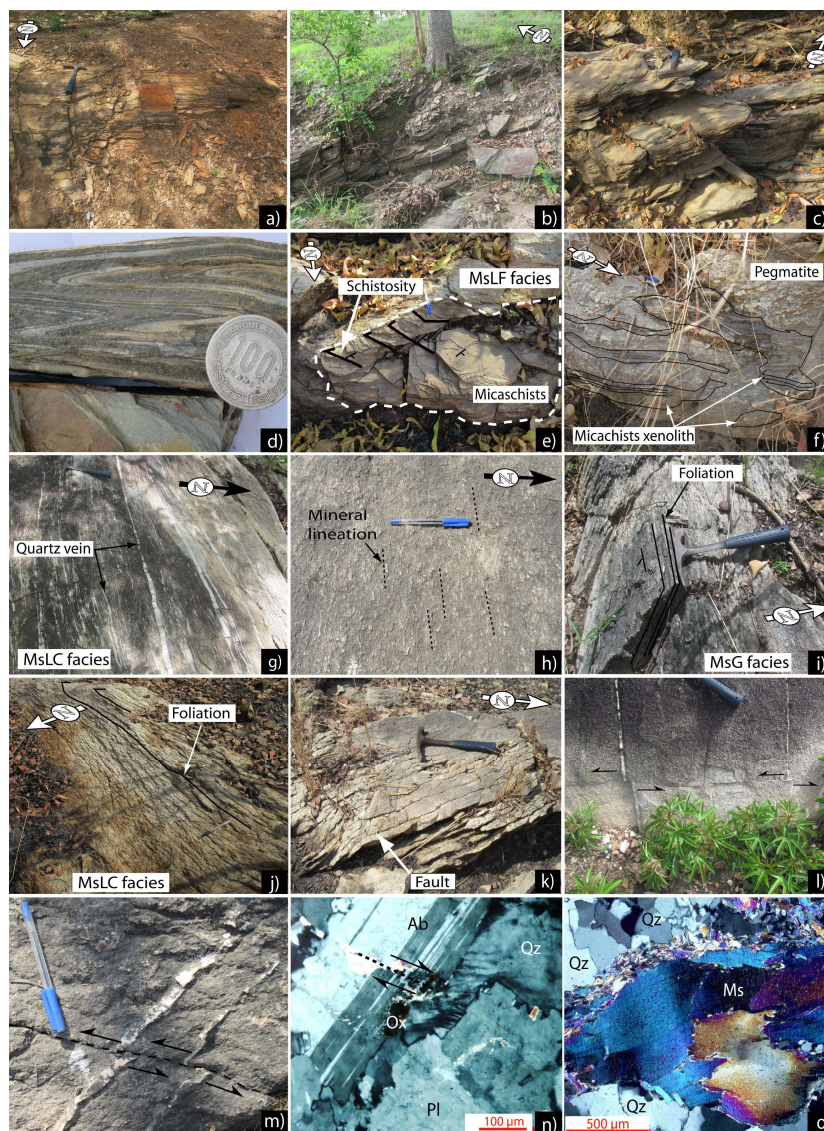 N
a)
N
b)
N
c)
100
d)
N
Schistosity
MsLF facies
Micaschists
e)
N
Pegmatite
Micachists xenolith
f)
N
Quartz vein
MsLC facies
g)
N
Mineral
lineation
h)
Foliation
N
MsG facies
i)
N
Foliation
MsLC facies
j)
N
Fault
k)
l)
m)
Ab
Qz
Ox
Pl
100 µm
n)
Qz
Qz
Ms
Qz
500 µm
o